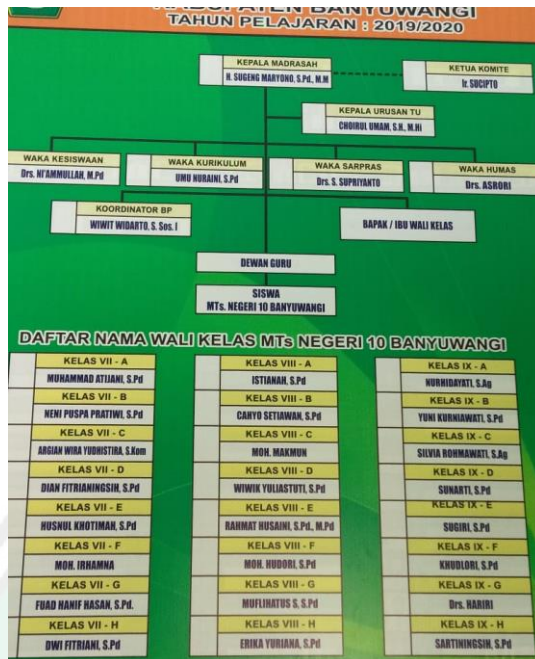 KABUPATEN BANYUWANGI
TAHUN PELAJARAN : 2019/2020
KEPALA MADRASAH
H. SUGENG MARYONO, S.Pd., M.M
KETUA KOMITE
Ir. SUCIPTO
KEPALA URUSAN TU
CHOIRUL UMAM, S.H., M.Hi
WAKA KESISWAAN
Drs. NI'AMMULLAH, M.Pd
WAKA KURIKULUM
UMU NURAINI, S.Pd
WAKA SARPRAS
Drs. S. SUPRIYANTO
WAKA HUMAS
Drs. ASRORI
KOORDINATOR BP
WIWIT WIDARTO, S. Sos. I
BAPAK / IBU WALI KELAS
DEWAN GURU
SISWA
MTs. NEGERI 10 BANYUWANGI
DAFTAR NAMA WALI KELAS MTs NEGERI 10 BANYUWANGI
KELAS VII - A
MUHAMMAD ATIJANI, S.Pd
KELAS VII - B
NENI PUSPA PRATIWI, S.Pd
KELAS VII - C
ARGIAN WIRA YUDHISTIRA, S.Kom
KELAS VII - D
DIAN FITRIANINGSIH, S.Pd
KELAS VII - E
HUSNUL KHOTIMAH, S.Pd
KELAS VII - F
MOH. IRHAMNA
KELAS VII - G
FUAD HANIF HASAN, S.Pd.
KELAS VII - H
DWI FITRIANI, S.Pd
KELAS VIII - A
ISTIANAH, S.Pd
KELAS VIII - B
CAHYO SETIAWAN, S.Pd
KELAS VIII - C
MOH. MAKMUN
KELAS VIII - D
WIWIK YULIASTUTI, S.Pd
KELAS VIII - E
RAHMAT HUSAINI, S.Pd., M.Pd
KELAS VIII - F
MOH. HUDORI, S.Pd
KELAS VIII - G
MUFLIHATUS S, S.Pd
KELAS VIII - H
ERIKA YURIANA, S.Pd
KELAS IX - A
NURHIDAYATI, S.Ag
KELAS IX - B
YUNI KURNIAWATI, S.Pd
KELAS IX - C
SILVIA ROHMAWATI, S.Ag
KELAS IX - D
SUNARTI, S.Pd
KELAS IX - E
SUGIRI, S.Pd
KELAS IX - F
KHUDLORI, S.Pd
KELAS IX - G
Drs. HARIRI
KELAS IX - H
SARTININGSIH, S.Pd